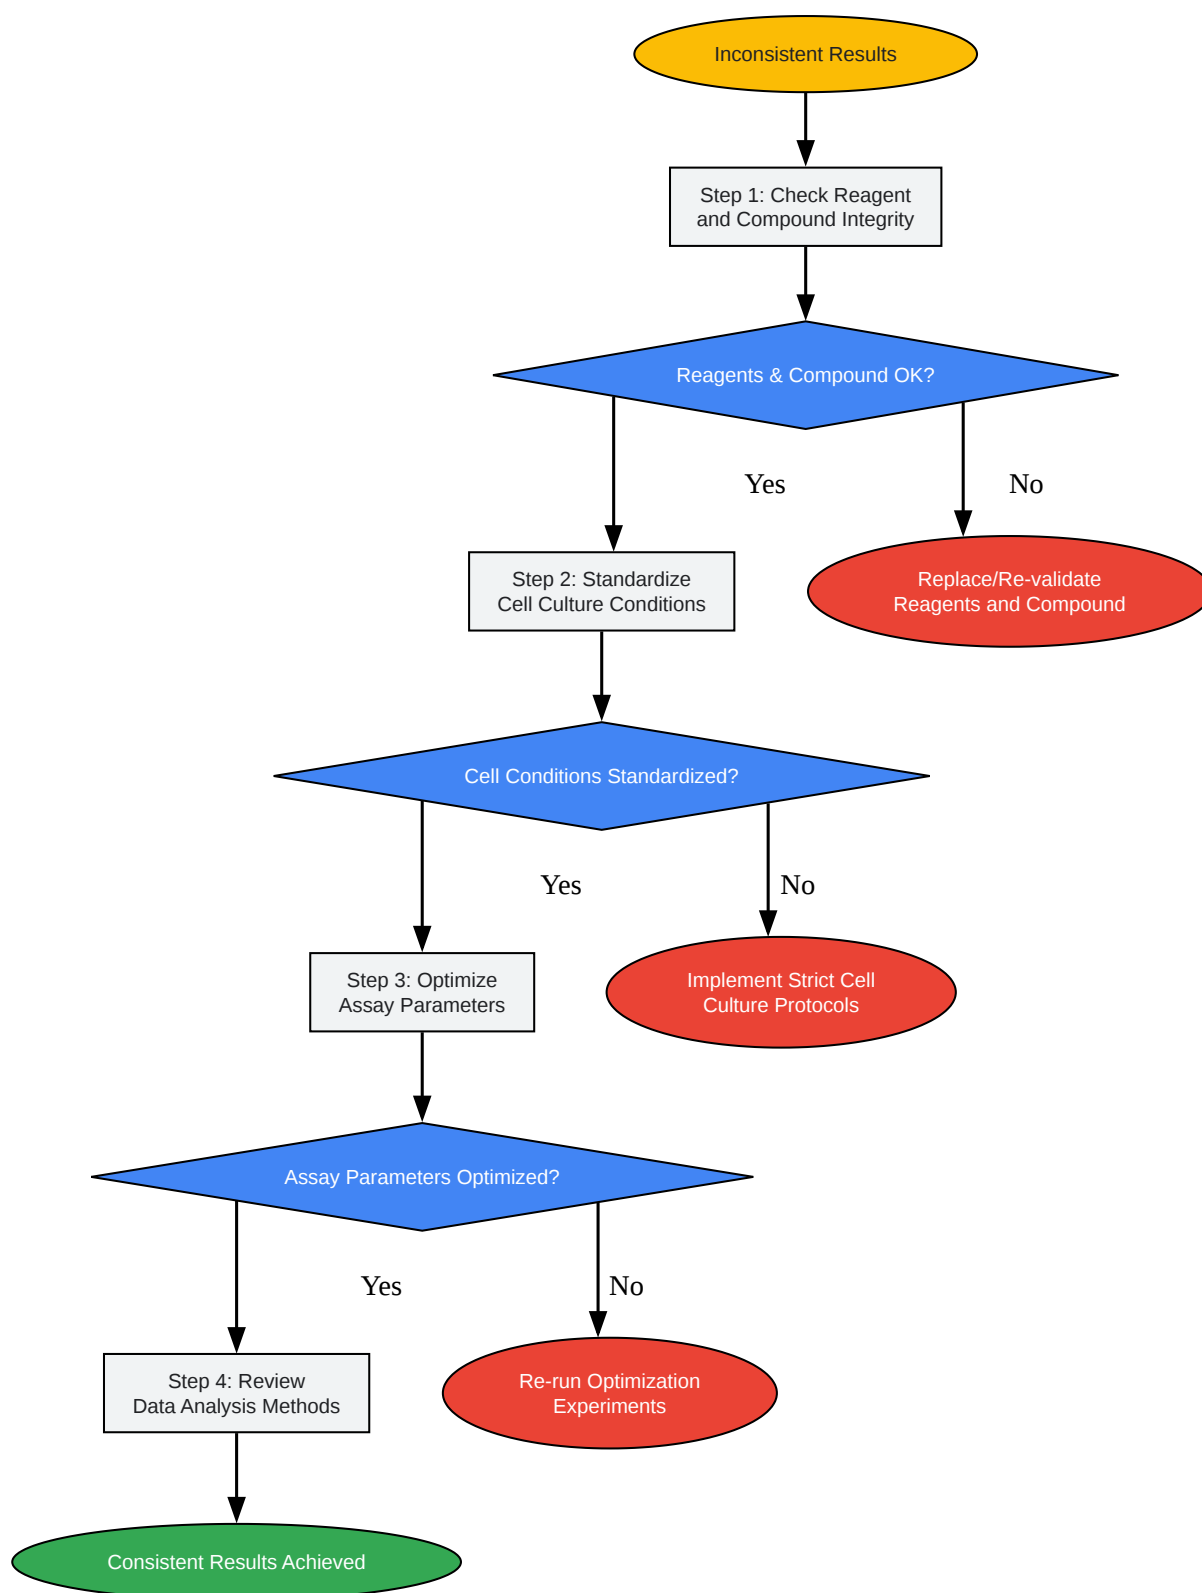 Inconsistent Results
Step 1: Check Reagent
and Compound Integrity
Reagents & Compound OK?
Yes
No
Step 2: Standardize
Cell Culture Conditions
Replace/Re-validate
Reagents and Compound
Cell Conditions Standardized?
Yes
No
Step 3: Optimize
Assay Parameters
Implement Strict Cell
Culture Protocols
Assay Parameters Optimized?
Yes
No
Step 4: Review
Data Analysis Methods
Re-run Optimization
Experiments
Consistent Results Achieved